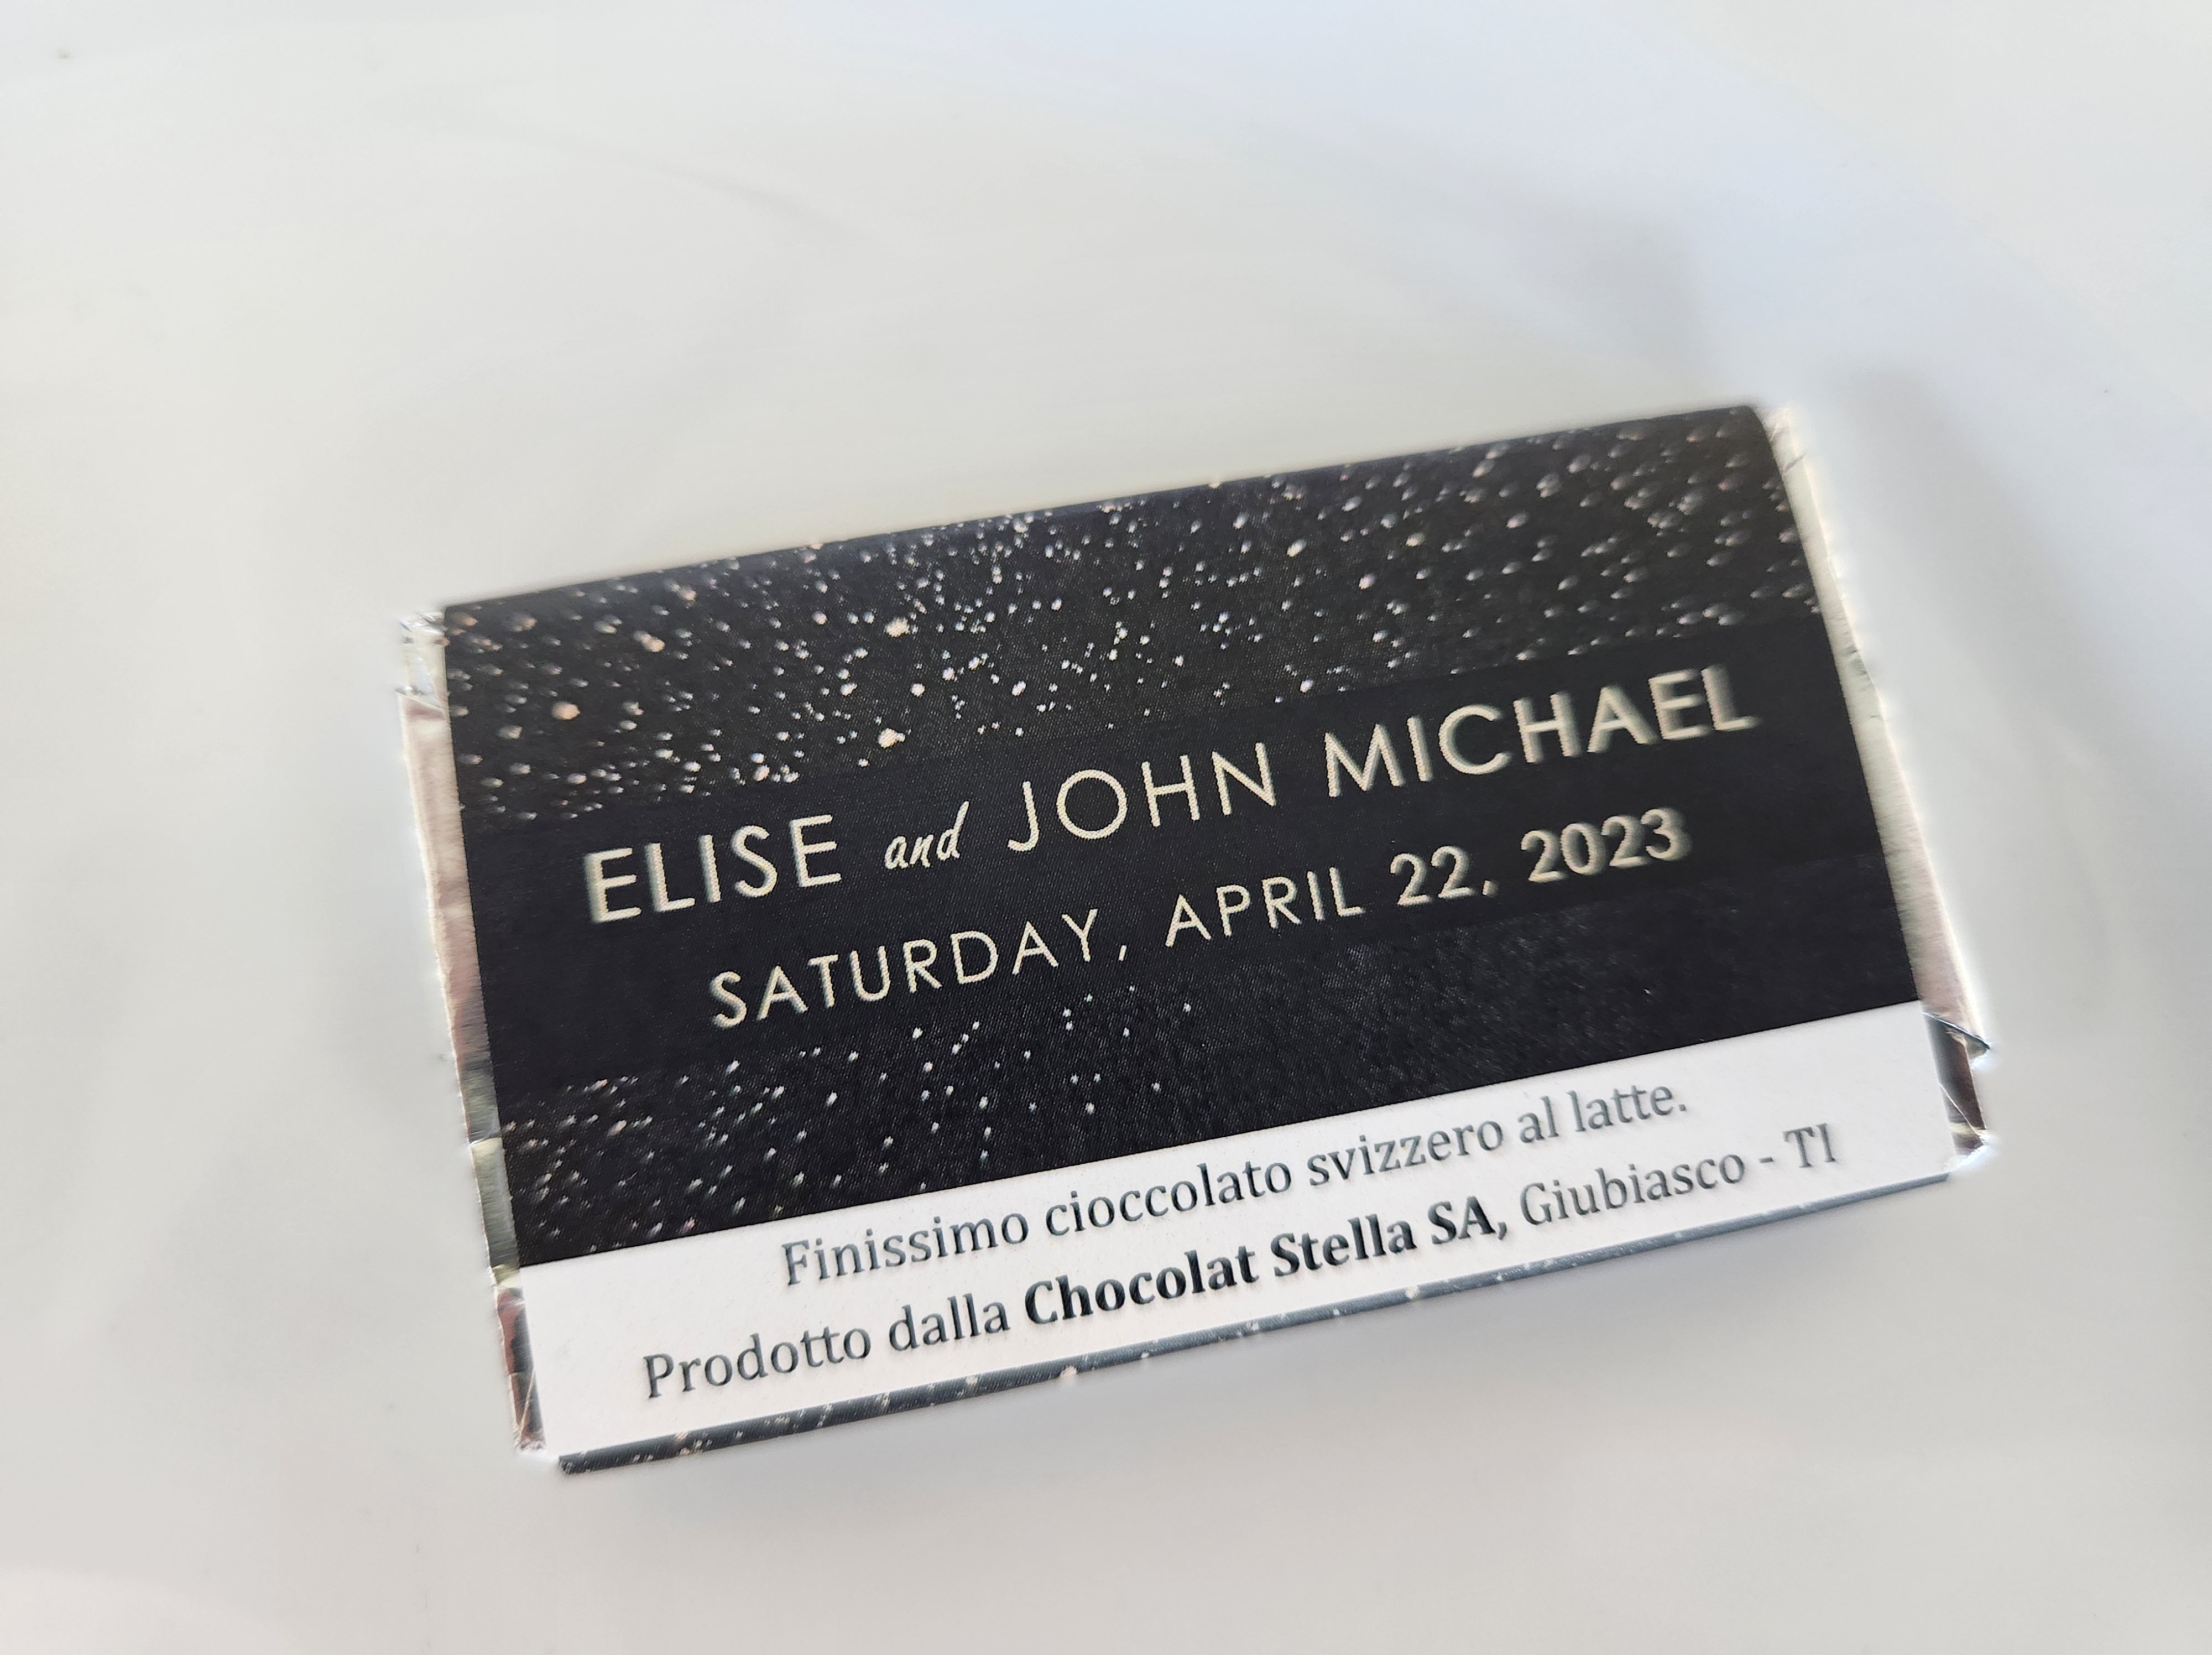 ELISE and JOHN MICHAEL
SATURDAY, APRIL 22, 2023
Finissimo cioccolato svizzero al latte.
Prodotto dalla Chocolat Stella SA, Giubiasco - TI